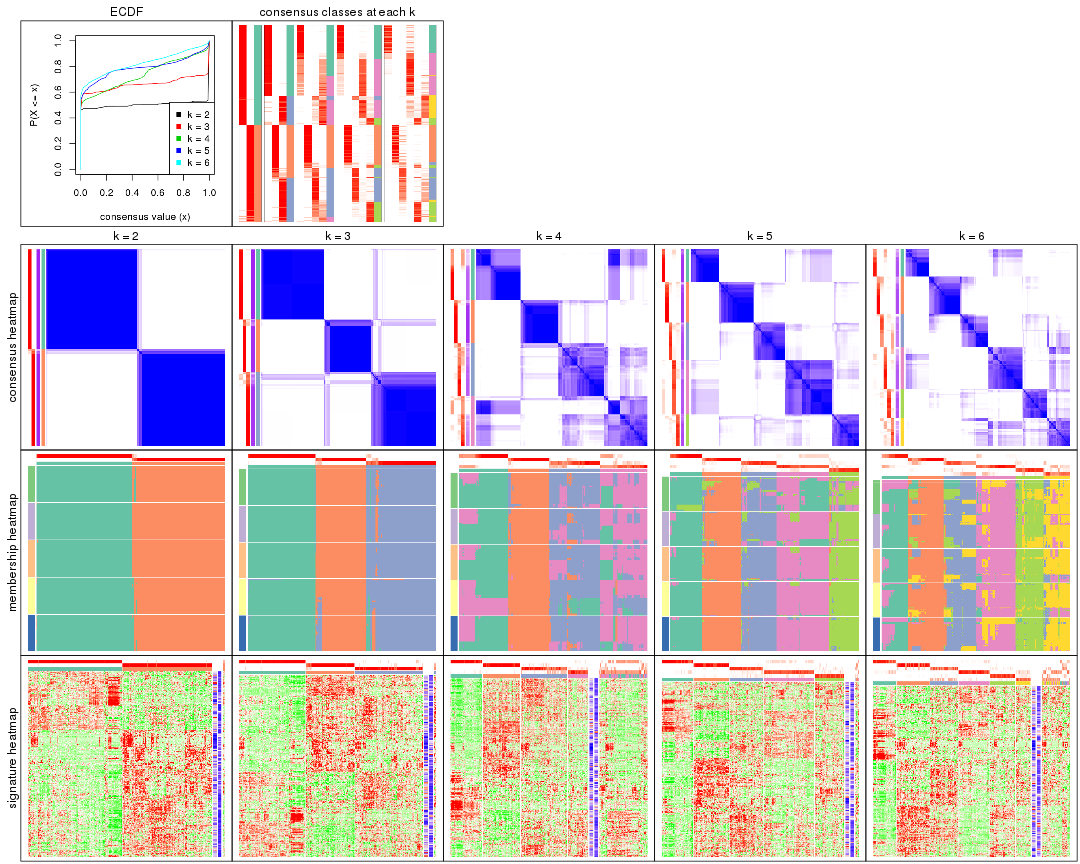 ECDF
consensus classes at each k
P(X <= x)
0.0
0.2
0.4
0.6
0.8
1.0
k = 2
k = 3
k = 4
k = 5
k = 6
0.0 0.2 0.4 0.6 0.8 1.0
consensus value (x)
k = 2
k = 3
k = 4
k = 5
k = 6
consensus heatmap
membership heatmap
signature heatmap